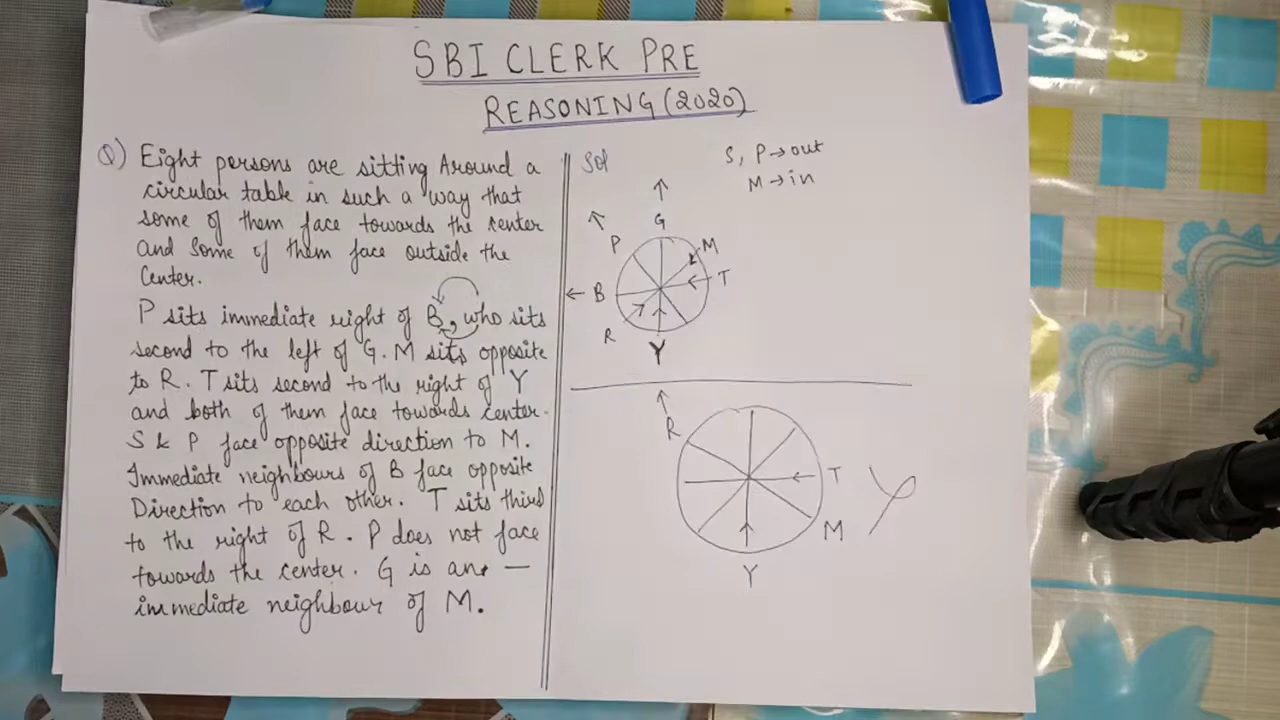 SBI CLERK PRE
REASONING (2020)
Q) Eight persons are sitting Around a
circular table in such a way that
some of them face towards the center
and some of them face outside the
Center.
P sits immediate right of B, who sits
second to the left of G. M sits opposite
to R. T sits second to the right of Y
and both of them face towards center.
S & P face opposite direction to M.
Immediate neighbours of B face opposite
Direction to each other. T sits third
to the right of R. P does not face
towards the center. G is an —
immediate neighbour of M.
Sol
S, P → out
M → in
G
P
M
B
T
R
Y
R
T
M
Y